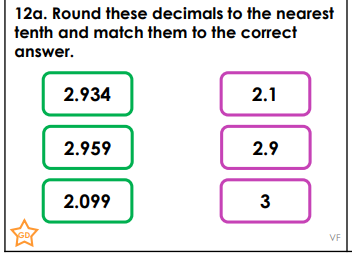 12a. Round these decimals to the nearest
tenth and match them to the correct
answer.
2.934 2.1
2.959 2.9
2.099 3
GD VF